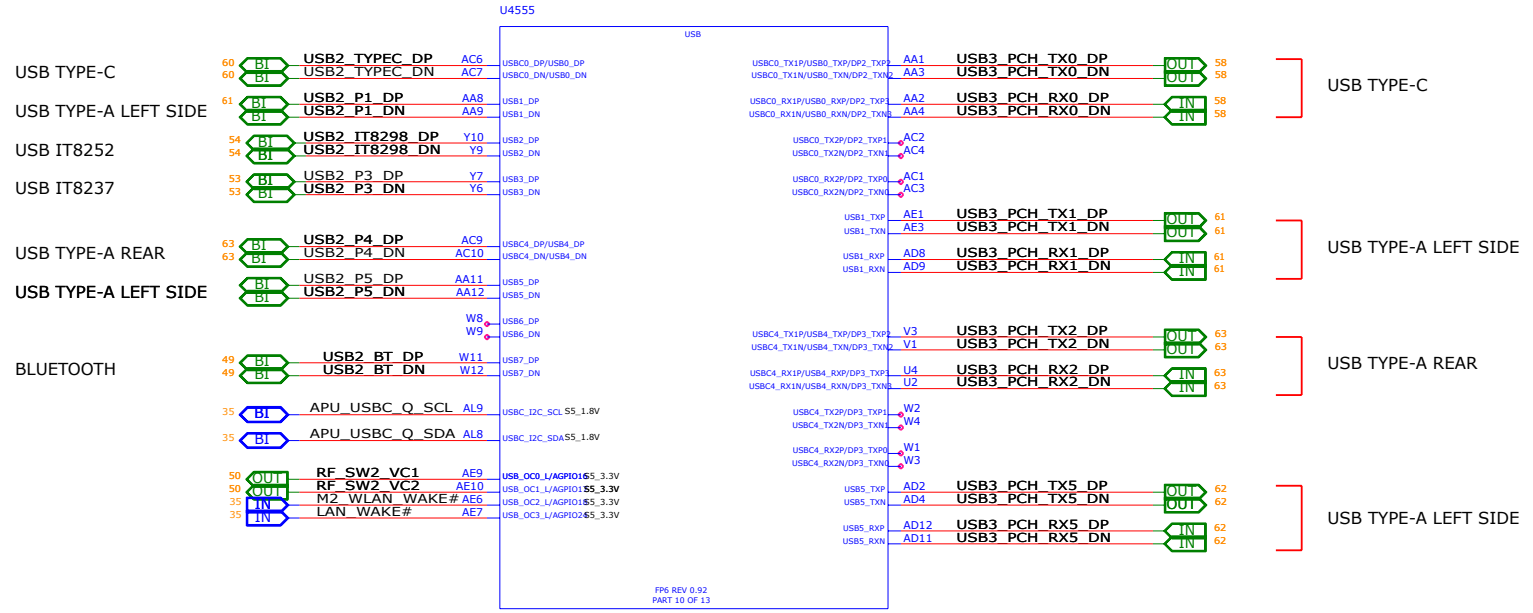 U4555
USB
USB TYPE-C
60 BI USB2_TYPEC_DP AC6 USBC0_DP/USB0_DP
60 BI USB2_TYPEC_DN AC7 USBC0_DN/USB0_DN
USB TYPE-A LEFT SIDE
61 BI USB2_P1_DP AA8 USB1_DP
BI USB2_P1_DN AA9 USB1_DN
USB IT8252
54 BI USB2_IT8298_DP Y10 USB2_DP
54 BI USB2_IT8298_DN Y9 USB2_DN
USB IT8237
53 BI USB2_P3_DP Y7 USB3_DP
53 BI USB2_P3_DN Y6 USB3_DN
USB TYPE-A REAR
63 BI USB2_P4_DP AC9 USBC4_DP/USB4_DP
63 BI USB2_P4_DN AC10 USBC4_DN/USB4_DN
USB TYPE-A LEFT SIDE
BI USB2_P5_DP AA11 USB5_DP
BI USB2_P5_DN AA12 USB5_DN
W8 USB6_DP
W9 USB6_DN
BLUETOOTH
49 BI USB2_BT_DP W11 USB7_DP
49 BI USB2_BT_DN W12 USB7_DN
35 BI APU_USBC_Q_SCL AL9 USBC_I2C_SCL S5_1.8V
35 BI APU_USBC_Q_SDA AL8 USBC_I2C_SDA S5_1.8V
50 OUT RF_SW2_VC1 AE9 USB_OC0_L/AGPIO16 S5_3.3V
50 OUT RF_SW2_VC2 AE10 USB_OC1_L/AGPIO17 S5_3.3V
35 IN M2_WLAN_WAKE# AE6 USB_OC2_L/AGPIO18 S5_3.3V
35 IN LAN_WAKE# AE7 USB_OC3_L/AGPIO24 S5_3.3V
USBC0_TX1P/USB0_TXP/DP2_TXP2 AA1 USB3_PCH_TX0_DP OUT 58
USBC0_TX1N/USB0_TXN/DP2_TXN2 AA3 USB3_PCH_TX0_DN OUT
USB TYPE-C
USBC0_RX1P/USB0_RXP/DP2_TXP3 AA2 USB3_PCH_RX0_DP IN 58
USBC0_RX1N/USB0_RXN/DP2_TXN3 AA4 USB3_PCH_RX0_DN IN 58
USBC0_TX2P/DP2_TXP1 AC2
USBC0_TX2N/DP2_TXN1 AC4
USBC0_RX2P/DP2_TXP0 AC1
USBC0_RX2N/DP2_TXN0 AC3
USB1_TXP AE1 USB3_PCH_TX1_DP OUT 61
USB1_TXN AE3 USB3_PCH_TX1_DN OUT 61
USB TYPE-A LEFT SIDE
USB1_RXP AD8 USB3_PCH_RX1_DP IN 61
USB1_RXN AD9 USB3_PCH_RX1_DN IN 61
USBC4_TX1P/USB4_TXP/DP3_TXP2 V3 USB3_PCH_TX2_DP OUT 63
USBC4_TX1N/USB4_TXN/DP3_TXN2 V1 USB3_PCH_TX2_DN OUT 63
USB TYPE-A REAR
USBC4_RX1P/USB4_RXP/DP3_TXP3 U4 USB3_PCH_RX2_DP IN 63
USBC4_RX1N/USB4_RXN/DP3_TXN3 U2 USB3_PCH_RX2_DN IN 63
USBC4_TX2P/DP3_TXP1 W2
USBC4_TX2N/DP3_TXN1 W4
USBC4_RX2P/DP3_TXP0 W1
USBC4_RX2N/DP3_TXN0 W3
USB5_TXP AD2 USB3_PCH_TX5_DP OUT 62
USB5_TXN AD4 USB3_PCH_TX5_DN OUT 62
USB TYPE-A LEFT SIDE
USB5_RXP AD12 USB3_PCH_RX5_DP IN 62
USB5_RXN AD11 USB3_PCH_RX5_DN IN 62
FP6 REV 0.92
PART 10 OF 13